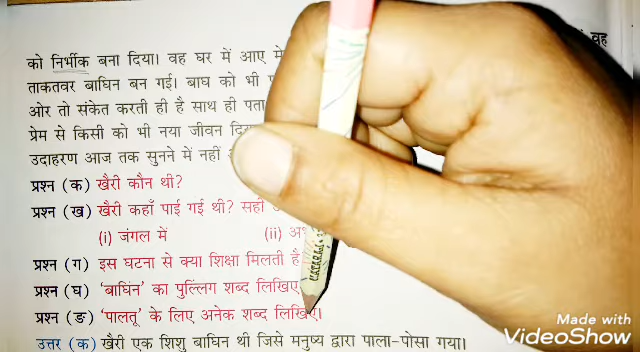 वह
को निर्भीक बना दिया। वह घर में आए
ताकतवर बाघिन बन गई। बाघ को भी
ओर तो संकेत करती ही है साथ ही पता
प्रेम से किसी को भी नया जीवन
उदाहरण आज तक सुनने में नहीं
प्रश्न (क) खैरी कौन थी?
प्रश्न (ख) खैरी कहाँ पाई गई थी? सही
(i) जंगल में (ii)
प्रश्न (ग) इस घटना से क्या शिक्षा मिलती है
प्रश्न (घ) 'बाघिन' का पुल्लिंग शब्द लिखिए
प्रश्न (ङ) 'पालतू' के लिए अनेक शब्द लिखिए।
उत्तर (क) खैरी एक शिशु बाघिन थी जिसे मनुष्य द्वारा पाला-पोसा गया।
Made with
VideoShow